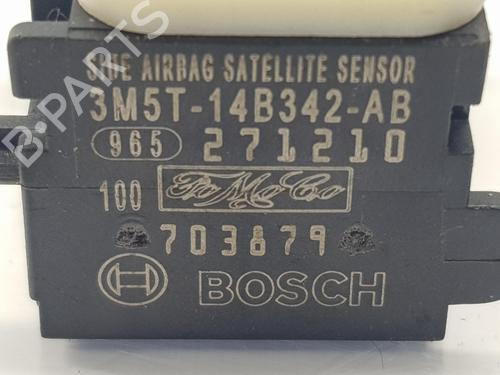 SIDE AIRBAG SATELLITE SENSOR
3M5T-14B342-AB
965 271210
100 FoMoCo
703879
BOSCH
B-PARTS